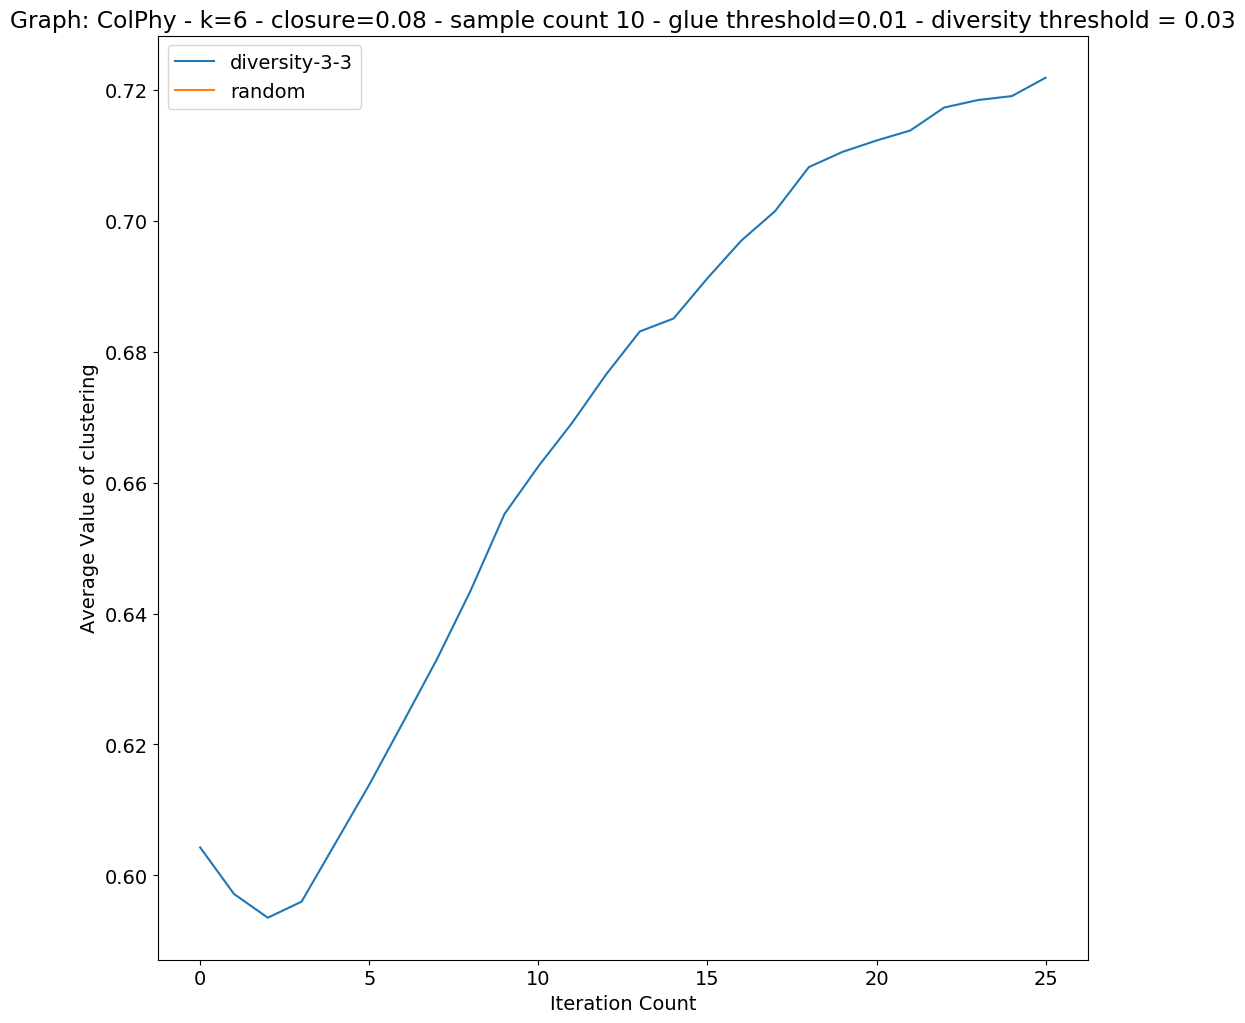 Graph: ColPhy - k=6 - closure=0.08 - sample count 10 - glue threshold=0.01 - diversity threshold = 0.03
diversity-3-3
random
0.72
0.70
0.68
0.66
0.64
0.62
0.60
Average Value of clustering
0 5 10 15 20 25
Iteration Count